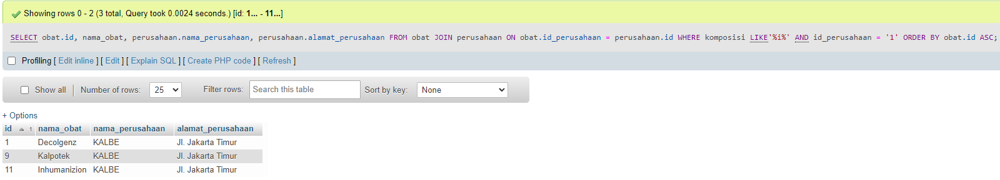 Showing rows 0 - 2 (3 total, Query took 0.0024 seconds.) [id: 1... - 11...]
SELECT obat.id, nama_obat, perusahaan.nama_perusahaan, perusahaan.alamat_perusahaan FROM obat JOIN perusahaan ON obat.id_perusahaan = perusahaan.id WHERE komposisi LIKE'%i%' AND id_perusahaan = '1' ORDER BY obat.id ASC;
Profiling [ Edit inline ] [ Edit ] [ Explain SQL ] [ Create PHP code ] [ Refresh ]
Show all Number of rows: 25 Filter rows: Search this table Sort by key: None
+ Options
id 1 nama_obat nama_perusahaan alamat_perusahaan
1 Decolgenz KALBE Jl. Jakarta Timur
9 Kalpotek KALBE Jl. Jakarta Timur
11 Inhumanizion KALBE Jl. Jakarta Timur